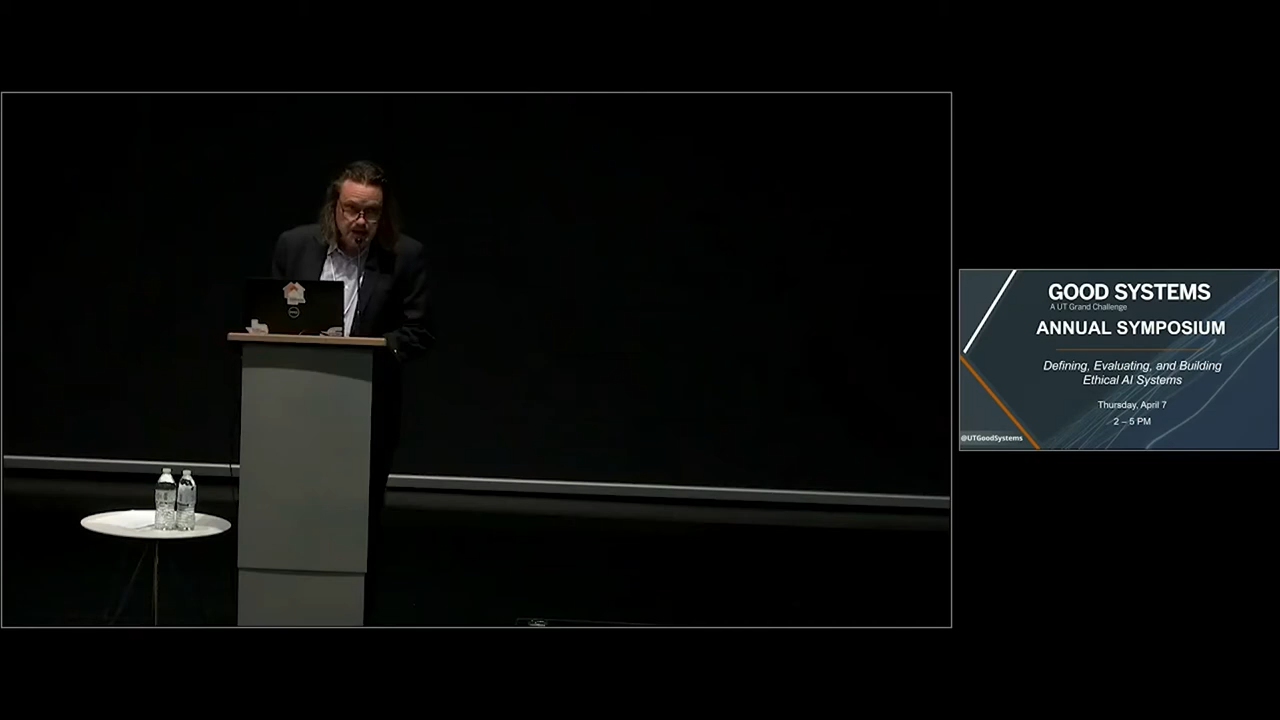 GOOD SYSTEMS
A UT Grand Challenge
ANNUAL SYMPOSIUM
Defining, Evaluating, and Building
Ethical AI Systems
Thursday, April 7
2 – 5 PM
@UTGoodSystems